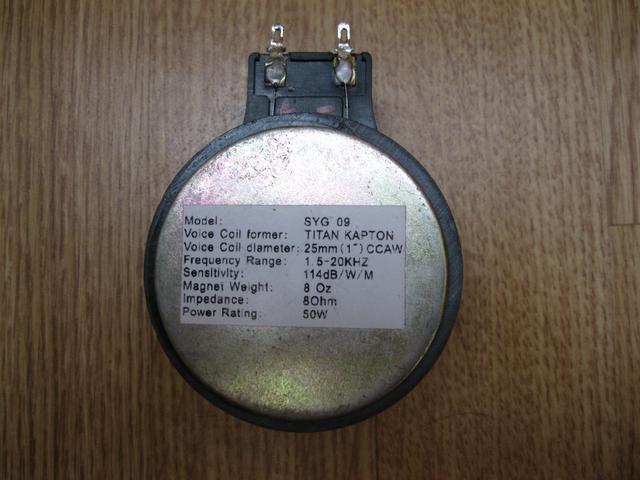 Model: SYG 09
Voice Coil former: TITAN KAPTON
Voice Coil diameter: 25mm(1") CCAW
Frequency Range: 1.5-20KHZ
Sensitivity: 114dB/W/M
Magnet Weight: 8 Oz
Impedance: 8Ohm
Power Rating: 50W